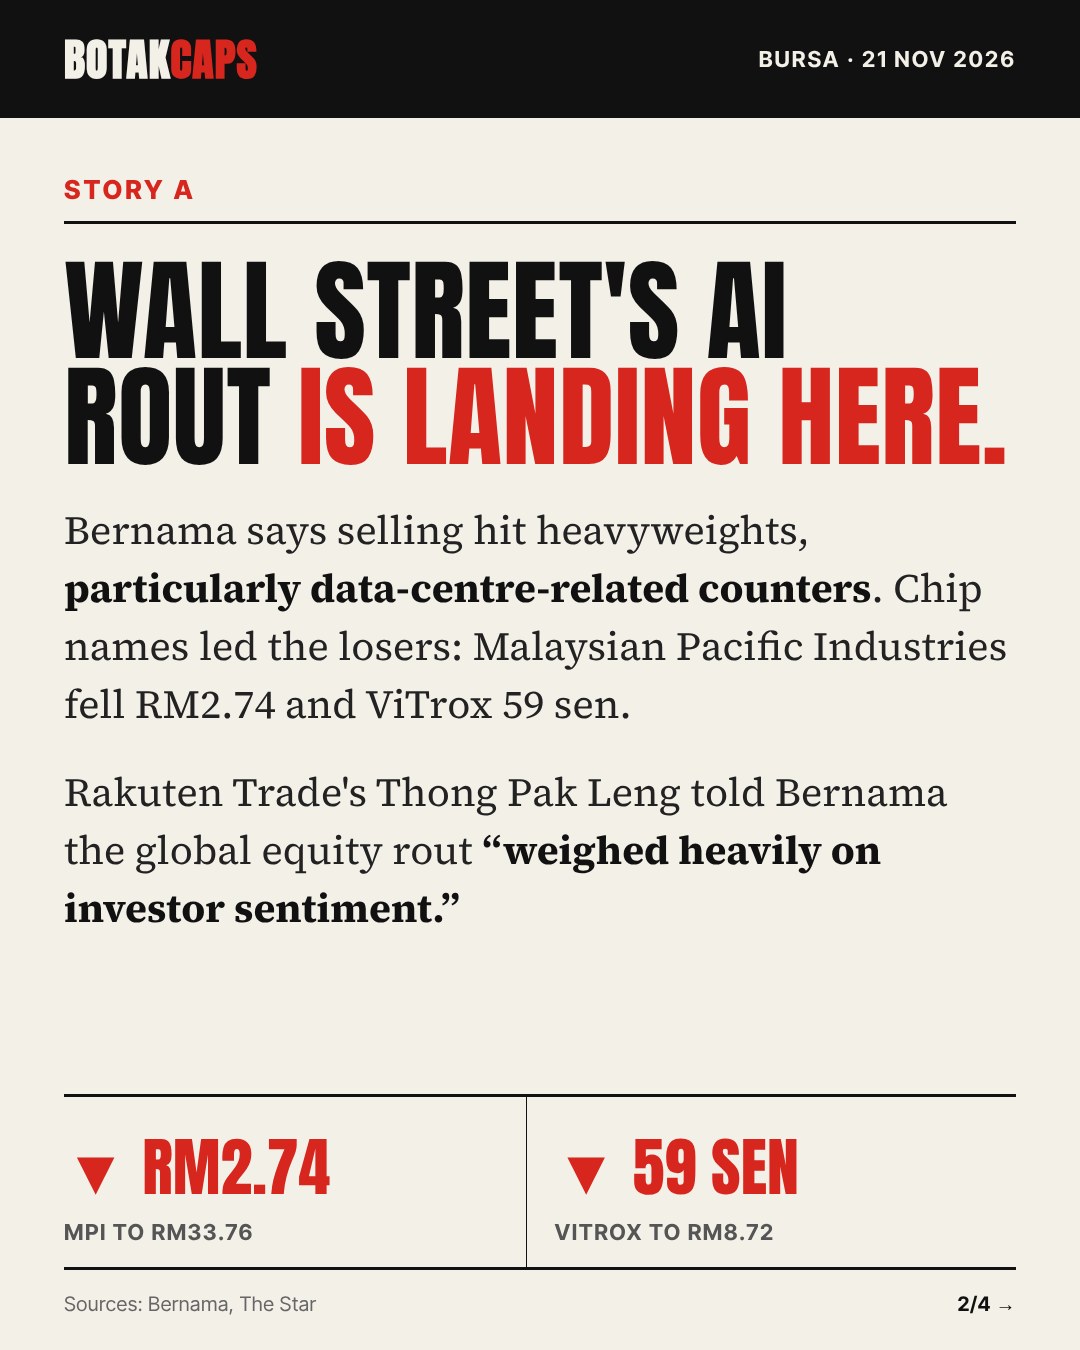 BOTAKCAPS
BURSA · 21 NOV 2026
STORY A
WALL STREET'S AI
ROUT IS LANDING HERE.
Bernama says selling hit heavyweights,
particularly data-centre-related counters. Chip
names led the losers: Malaysian Pacific Industries
fell RM2.74 and ViTrox 59 sen.
Rakuten Trade's Thong Pak Leng told Bernama
the global equity rout “weighed heavily on
investor sentiment.”
▼ RM2.74
MPI TO RM33.76
▼ 59 SEN
VITROX TO RM8.72
Sources: Bernama, The Star
2/4 →